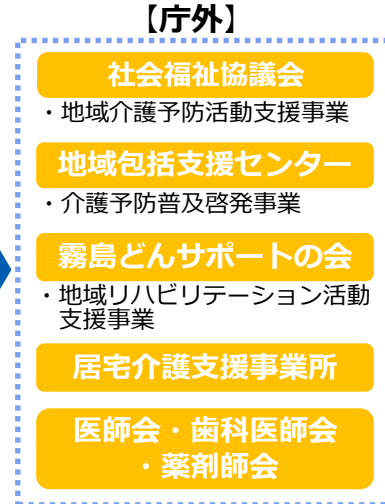 【庁外】
社会福祉協議会
・地域介護予防活動支援事業
地域包括支援センター
・介護予防普及啓発事業
霧島どんサポートの会
・地域リハビリテーション活動
支援事業
居宅介護支援事業所
医師会・歯科医師会
・薬剤師会